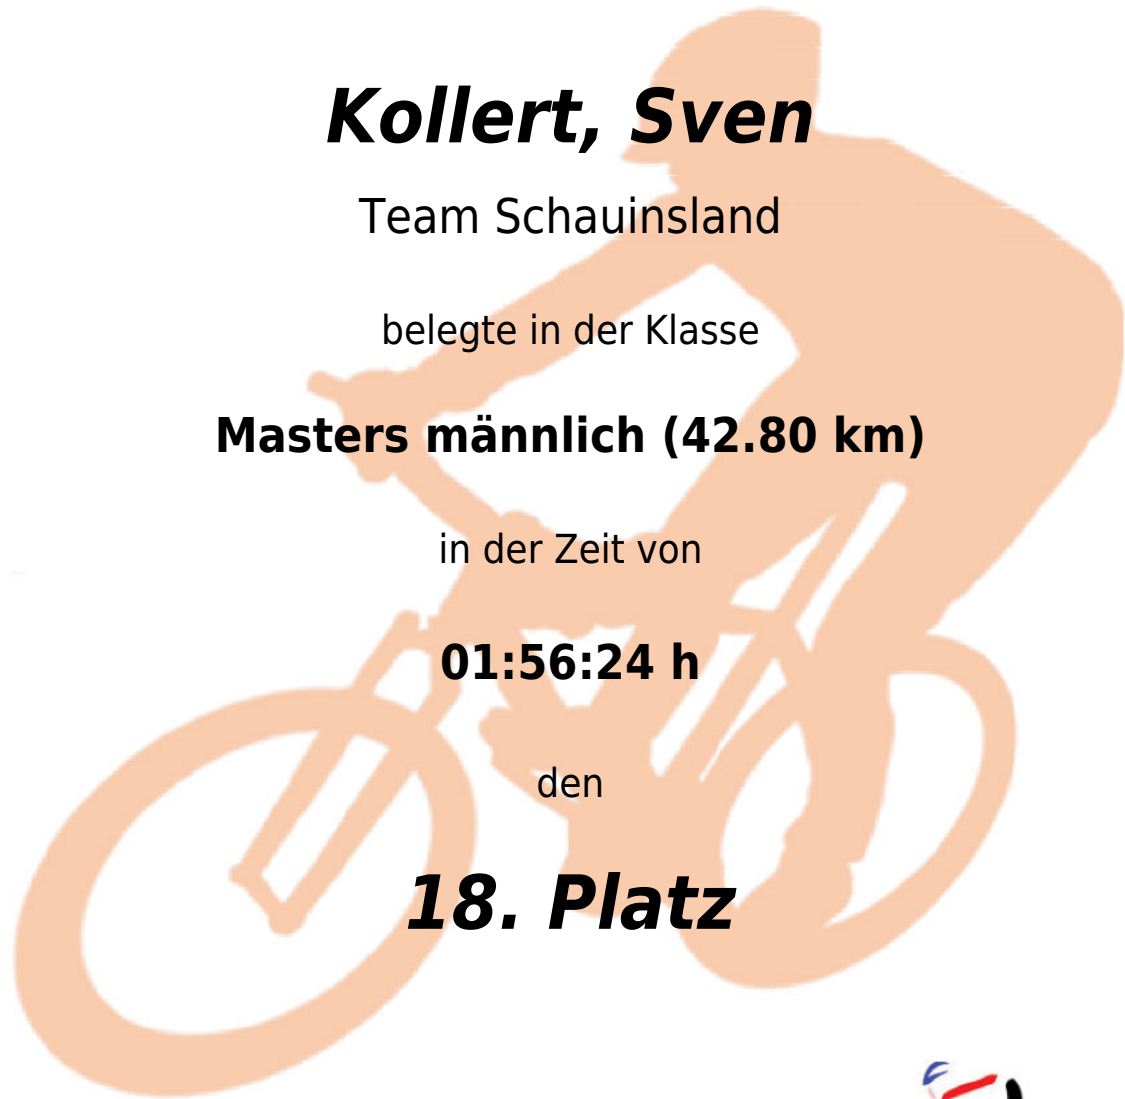 Kollert, Sven
Team Schauinsland
belegte in der Klasse
Masters männlich (42.80 km)
in der Zeit von
01:56:24 h
den
18. Platz